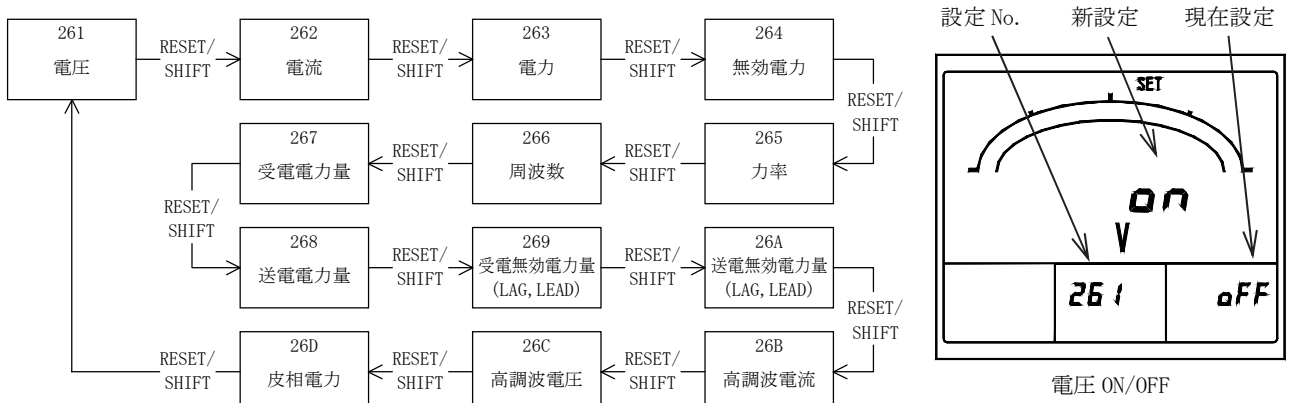 261
電圧
RESET/
SHIFT
262
電流
RESET/
SHIFT
263
電力
RESET/
SHIFT
264
無効電力
RESET/
SHIFT
265
力率
RESET/
SHIFT
266
周波数
RESET/
SHIFT
267
受電電力量
RESET/
SHIFT
268
送電電力量
RESET/
SHIFT
269
受電無効電力量
(LAG,LEAD)
RESET/
SHIFT
26A
送電無効電力量
(LAG,LEAD)
RESET/
SHIFT
26B
高調波電流
RESET/
SHIFT
26C
高調波電圧
RESET/
SHIFT
26D
皮相電力
RESET/
SHIFT
設定 No.
新設定
現在設定
SET
on
V
261
oFF
電圧 ON/OFF